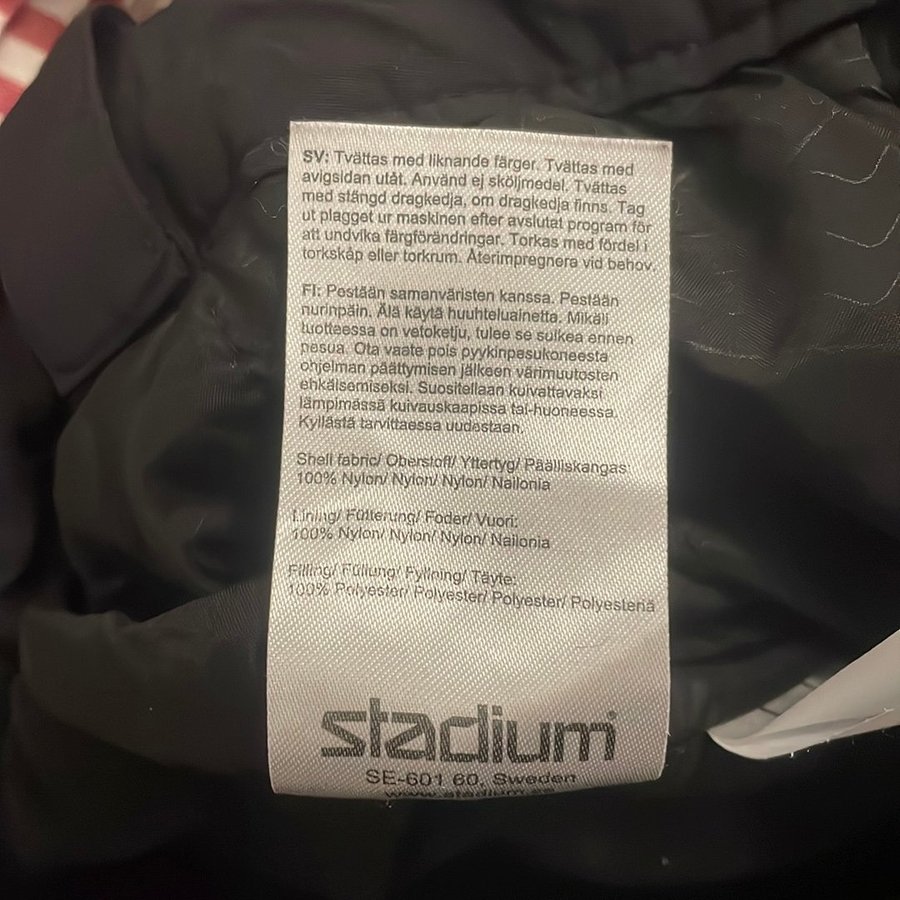 SV: Tvättas med liknande färger. Tvättas med
avigsidan utåt. Använd ej sköljmedel. Tvättas
med stängd dragkedja, om dragkedja finns. Tag
ut plagget ur maskinen efter avslutat program för
att undvika färgförändringar. Torkas med fördel i
torkskåp eller torkrum. Återimpregnera vid behov.
FI: Pestään samanväristen kanssa. Pestään
nurinpäin. Älä käytä huuhteluainetta. Mikäli
tuotteessa on vetoketju, tulee se sulkea ennen
pesua. Ota vaate pois pyykinpesukoneesta
ohjelman päättymisen jälkeen värimuutosten
ehkäisemiseksi. Suositellaan kuivattavaksi
lämpimässä kuivauskaapissa tai-huoneessa.
Kyllästä tarvittaessa uudestaan.
Shell fabric/ Oberstoff/ Yttertyg/ Päälliskangas:
100% Nylon/ Nylon/ Nylon/ Nailonia
Lining/ Fütterung/ Foder/ Vuori:
100% Nylon/ Nylon/ Nylon/ Nailonia
Filling/ Füllung/ Fyllning/ Täyte:
100% Polyester/ Polyester/ Polyester/ Polyesteriä
stadium
SE-601 60, Sweden
www.stadium.se